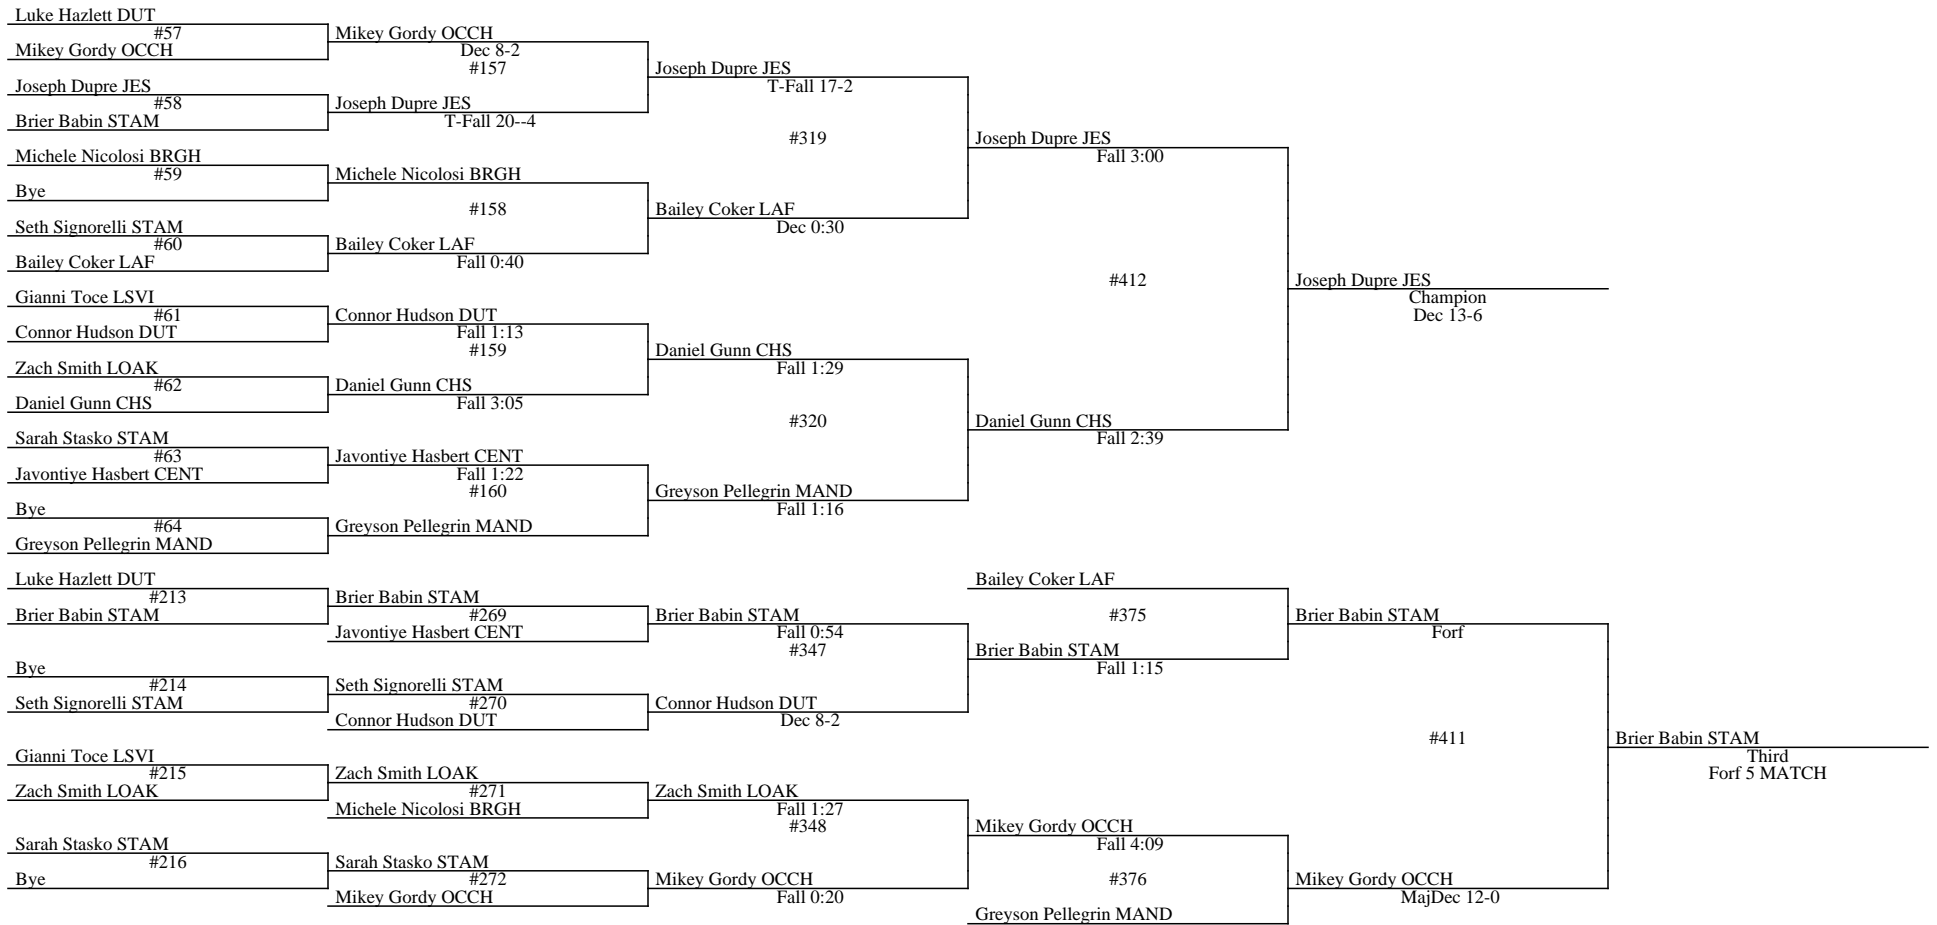 Luke Hazlett DUT
#57
Mikey Gordy OCCH
Joseph Dupre JES
#58
Brier Babin STAM
Michele Nicolosi BRGH
#59
Bye
Seth Signorelli STAM
#60
Bailey Coker LAF
Gianni Toce LSVI
#61
Connor Hudson DUT
Zach Smith LOAK
#62
Daniel Gunn CHS
Sarah Stasko STAM
#63
Javontiye Hasbert CENT
Bye
#64
Greyson Pellegrin MAND
Mikey Gordy OCCH
Dec 8-2
#157
Joseph Dupre JES
T-Fall 20--4
Michele Nicolosi BRGH
#158
Bailey Coker LAF
Fall 0:40
Connor Hudson DUT
Fall 1:13
#159
Daniel Gunn CHS
Fall 3:05
Javontiye Hasbert CENT
Fall 1:22
#160
Greyson Pellegrin MAND
Joseph Dupre JES
T-Fall 17-2
#319
Bailey Coker LAF
Dec 0:30
Daniel Gunn CHS
Fall 1:29
#320
Greyson Pellegrin MAND
Fall 1:16
Joseph Dupre JES
Fall 3:00
#412
Daniel Gunn CHS
Fall 2:39
Joseph Dupre JES
Champion
Dec 13-6
Luke Hazlett DUT
#213
Brier Babin STAM
Bye
#214
Seth Signorelli STAM
Gianni Toce LSVI
#215
Zach Smith LOAK
Sarah Stasko STAM
#216
Bye
Brier Babin STAM
#269
Javontiye Hasbert CENT
Seth Signorelli STAM
#270
Connor Hudson DUT
Zach Smith LOAK
#271
Michele Nicolosi BRGH
Sarah Stasko STAM
#272
Mikey Gordy OCCH
Brier Babin STAM
Fall 0:54
#347
Connor Hudson DUT
Dec 8-2
Zach Smith LOAK
Fall 1:27
#348
Mikey Gordy OCCH
Fall 0:20
Bailey Coker LAF
#375
Brier Babin STAM
Fall 1:15
Mikey Gordy OCCH
Fall 4:09
#376
Greyson Pellegrin MAND
Brier Babin STAM
Forf
#411
Mikey Gordy OCCH
MajDec 12-0
Brier Babin STAM
Third
Forf 5 MATCH